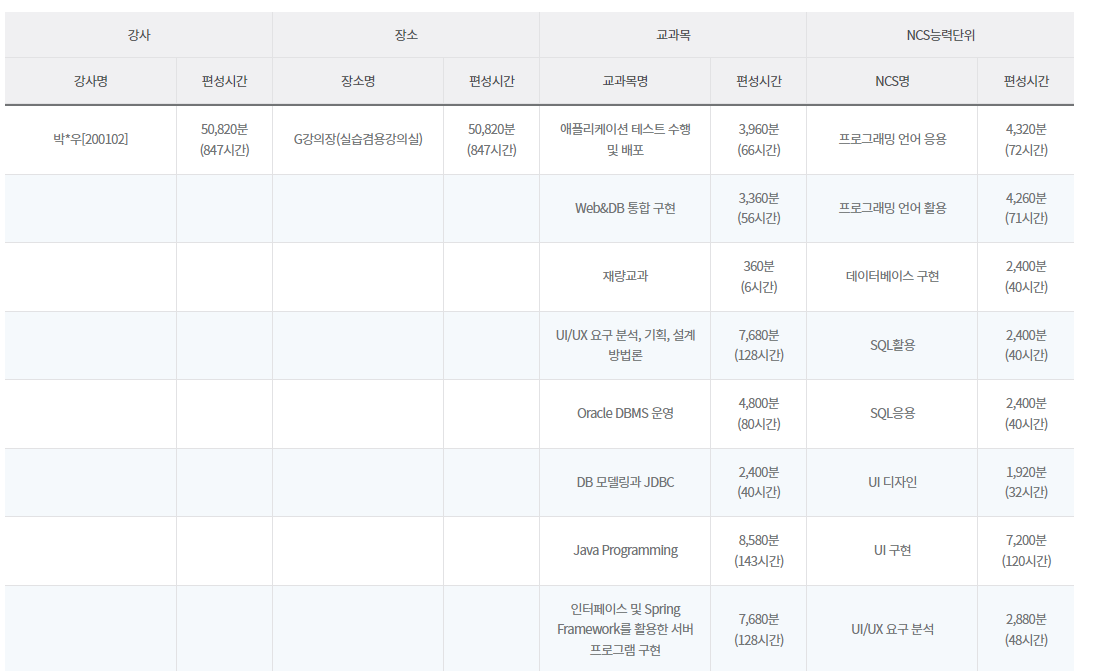 강사 장소 교과목 NCS능력단위
강사명 편성시간 장소명 편성시간 교과목명 편성시간 NCS명 편성시간
박*우[200102] 50,820분 (847시간) G강의장(실습겸용강의실) 50,820분 (847시간) 애플리케이션 테스트 수행 및 배포 3,960분 (66시간) 프로그래밍 언어 응용 4,320분 (72시간)
Web&DB 통합 구현 3,360분 (56시간) 프로그래밍 언어 활용 4,260분 (71시간)
재량교과 360분 (6시간) 데이터베이스 구현 2,400분 (40시간)
UI/UX 요구 분석, 기획, 설계 방법론 7,680분 (128시간) SQL활용 2,400분 (40시간)
Oracle DBMS 운영 4,800분 (80시간) SQL응용 2,400분 (40시간)
DB 모델링과 JDBC 2,400분 (40시간) UI 디자인 1,920분 (32시간)
Java Programming 8,580분 (143시간) UI 구현 7,200분 (120시간)
인터페이스 및 Spring Framework를 활용한 서버 프로그램 구현 7,680분 (128시간) UI/UX 요구 분석 2,880분 (48시간)